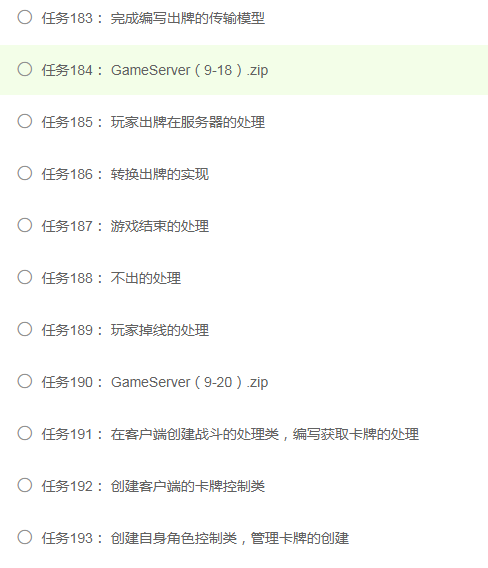 任务183： 完成编写出牌的传输模型
任务184： GameServer（9-18）.zip
任务185： 玩家出牌在服务器的处理
任务186： 转换出牌的实现
任务187： 游戏结束的处理
任务188： 不出的处理
任务189： 玩家掉线的处理
任务190： GameServer（9-20）.zip
任务191： 在客户端创建战斗的处理类，编写获取卡牌的处理
任务192： 创建客户端的卡牌控制类
任务193： 创建自身角色控制类，管理卡牌的创建